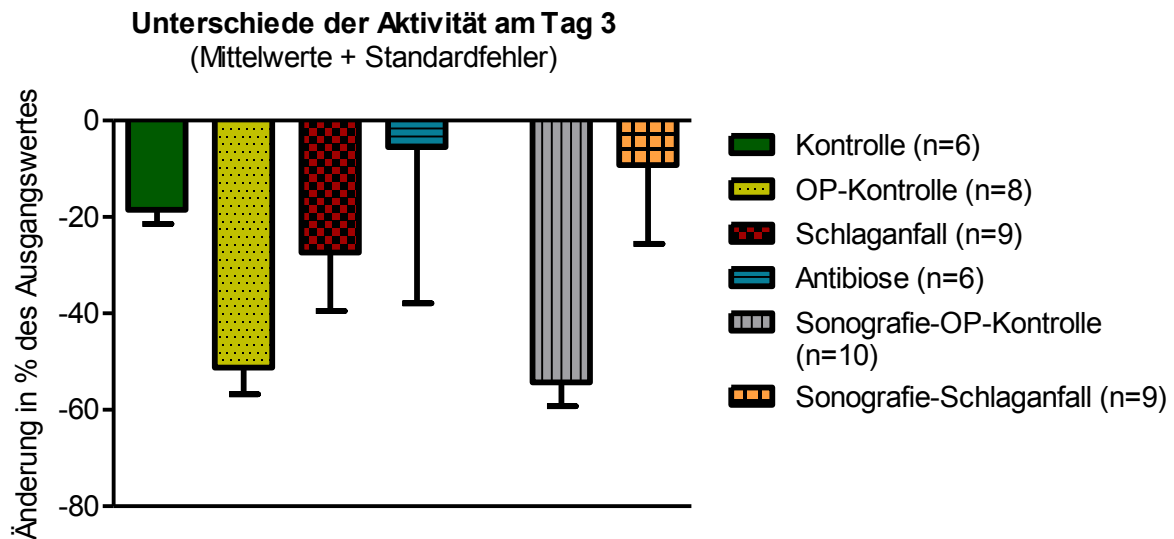 Unterschiede der Aktivität am Tag 3
(Mittelwerte + Standardfehler)
Änderung in % des Ausgangswertes
0
-20
-40
-60
-80
Kontrolle (n=6)
OP-Kontrolle (n=8)
Schlaganfall (n=9)
Antibiose (n=6)
Sonografie-OP-Kontrolle
(n=10)
Sonografie-Schlaganfall (n=9)